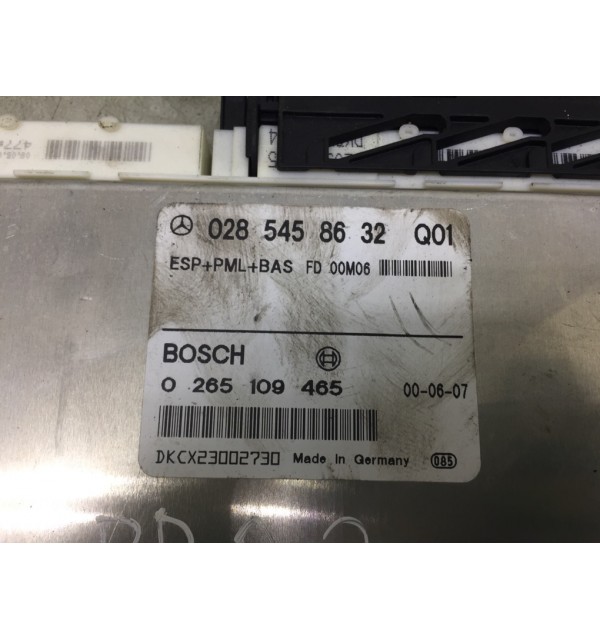 477
028 545 86 32 Q01
ESP+PML+BAS FD 00M06
BOSCH
0 265 109 465 00-06-07
DKCX23002730 Made in Germany 085